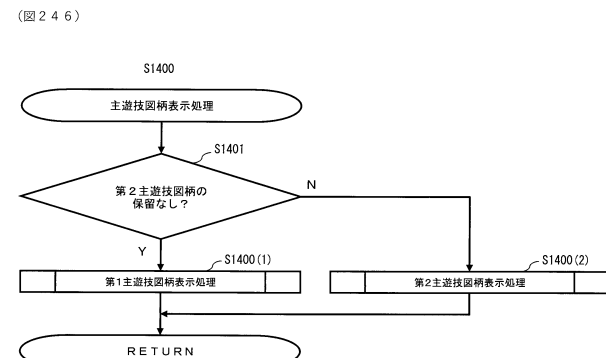 （図２４６）
S1400
主遊技図柄表示処理
S1401
第２主遊技図柄の
保留なし？
N
Y
S1400(1)
第1主遊技図柄表示処理
S1400(2)
第2主遊技図柄表示処理
ＲＥＴＵＲＮ